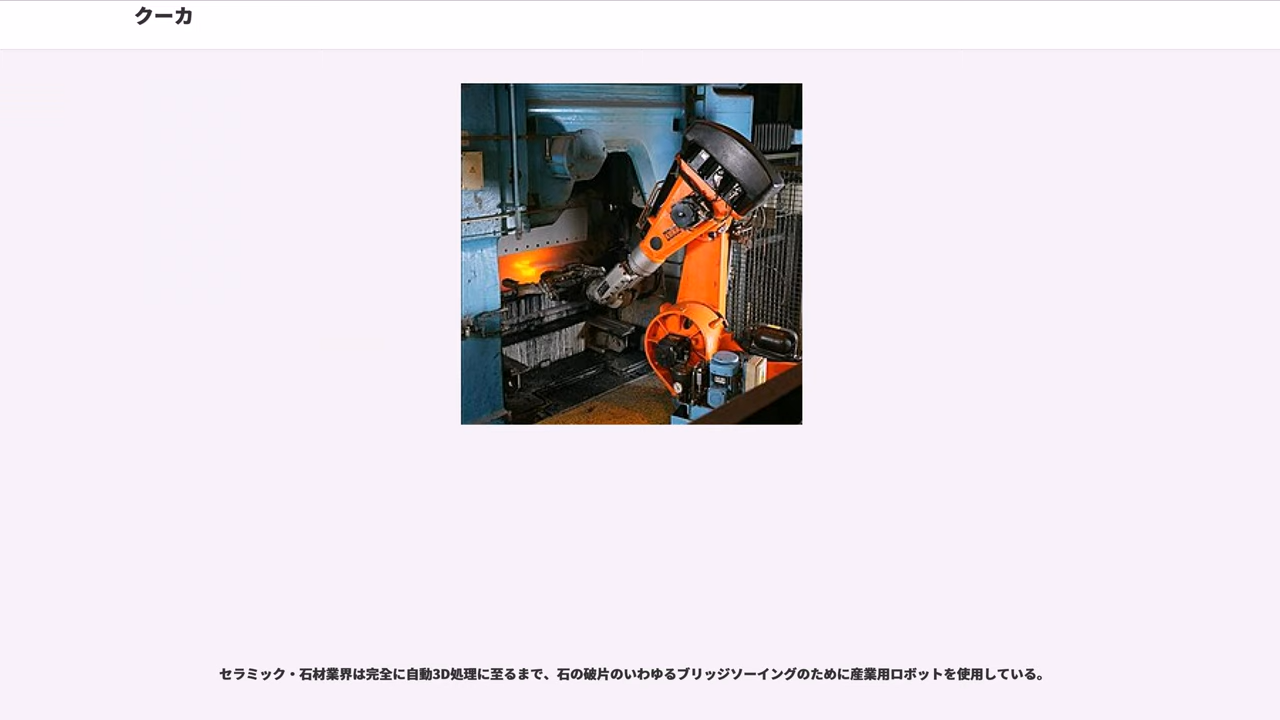 クーカ
セラミック・石材業界は完全に自動3D処理に至るまで、石の破片のいわゆるブリッジソーイングのために産業用ロボットを使用している。